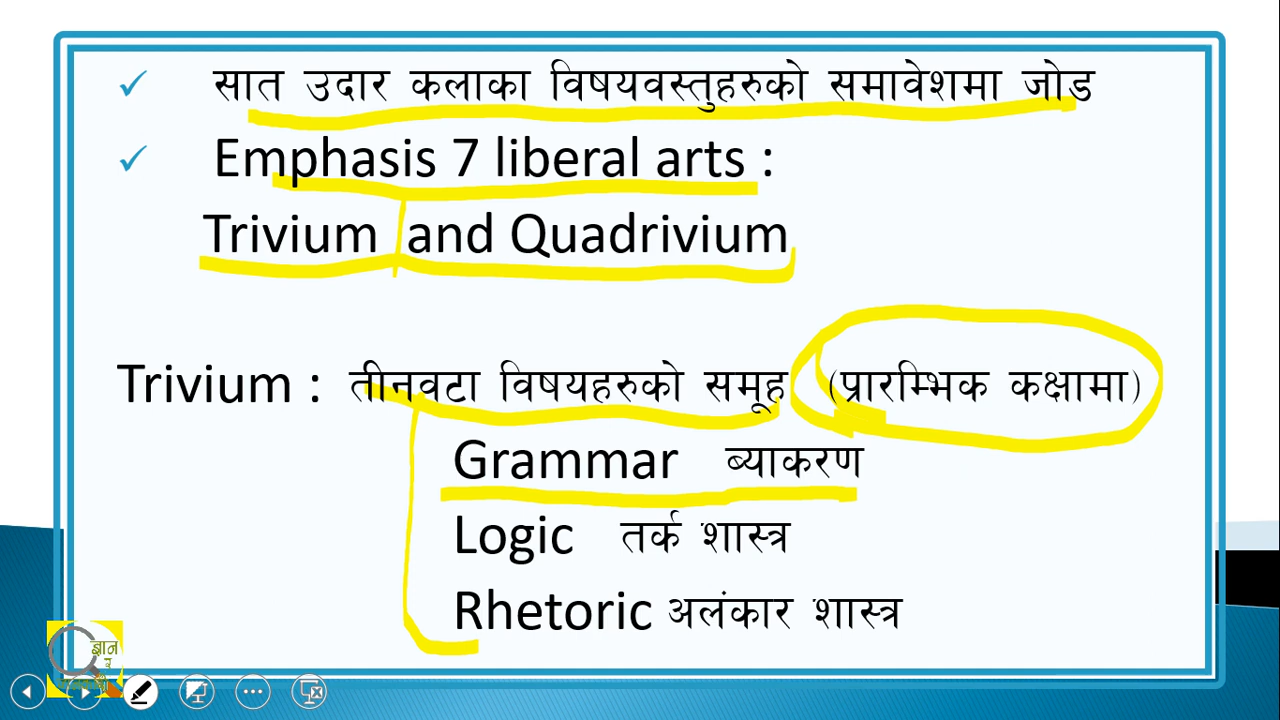 सात उदार कलाका विषयवस्तुहरुको समावेशमा जोड
Emphasis 7 liberal arts :
Trivium and Quadrivium
Trivium : तीनवटा विषयहरुको समूह (प्रारम्भिक कक्षामा)
Grammar ब्याकरण
Logic तर्क शास्त्र
Rhetoric अलंकार शास्त्र
ज्ञान
र